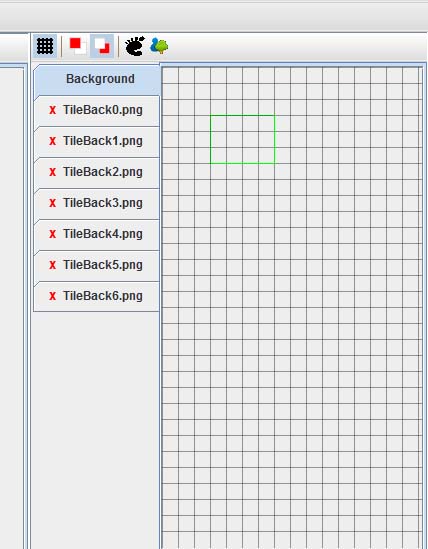 Background
X TileBack0.png
X TileBack1.png
X TileBack2.png
X TileBack3.png
X TileBack4.png
X TileBack5.png
X TileBack6.png